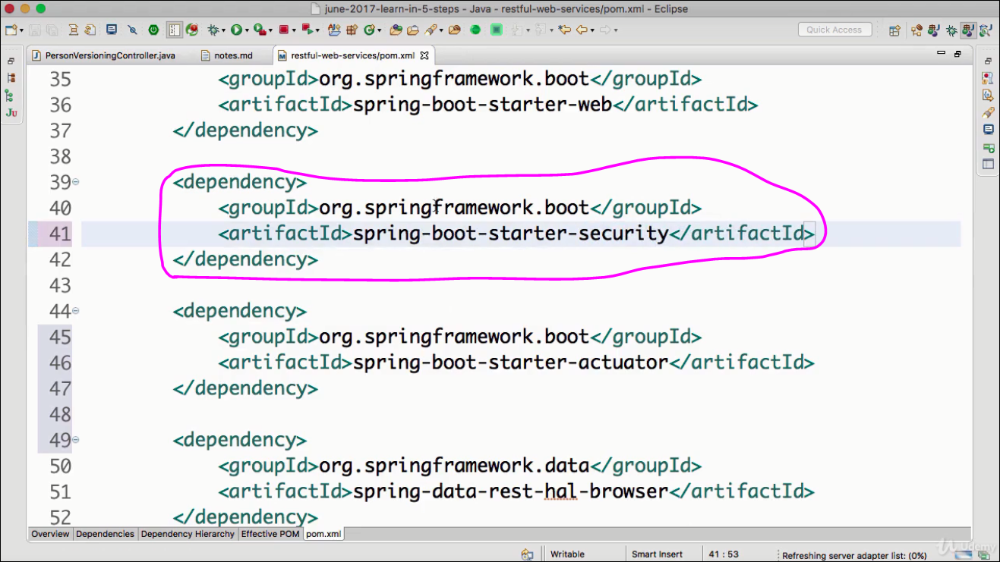 june-2017-learn-in-5-steps - Java - restful-web-services/pom.xml - Eclipse
Quick Access
PersonVersioningController.java notes.md restful-web-services/pom.xml
35 <groupId>org.springframework.boot</groupId>
36 <artifactId>spring-boot-starter-web</artifactId>
37 </dependency>
38
39 <dependency>
40 <groupId>org.springframework.boot</groupId>
41 <artifactId>spring-boot-starter-security</artifactId>
42 </dependency>
43
44 <dependency>
45 <groupId>org.springframework.boot</groupId>
46 <artifactId>spring-boot-starter-actuator</artifactId>
47 </dependency>
48
49 <dependency>
50 <groupId>org.springframework.data</groupId>
51 <artifactId>spring-data-rest-hal-browser</artifactId>
52 </dependency>
Overview Dependencies Dependency Hierarchy Effective POM pom.xml
Writable Smart Insert 41 : 53 Refreshing server adapter list: (0%)
Udemy
JU